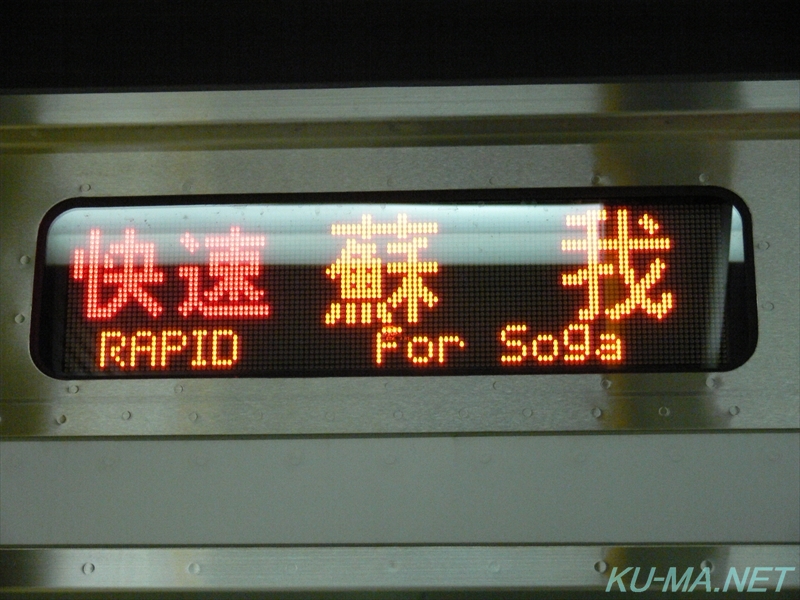 快速 蘇 我
RAPID For Soga
KU-MA.NET